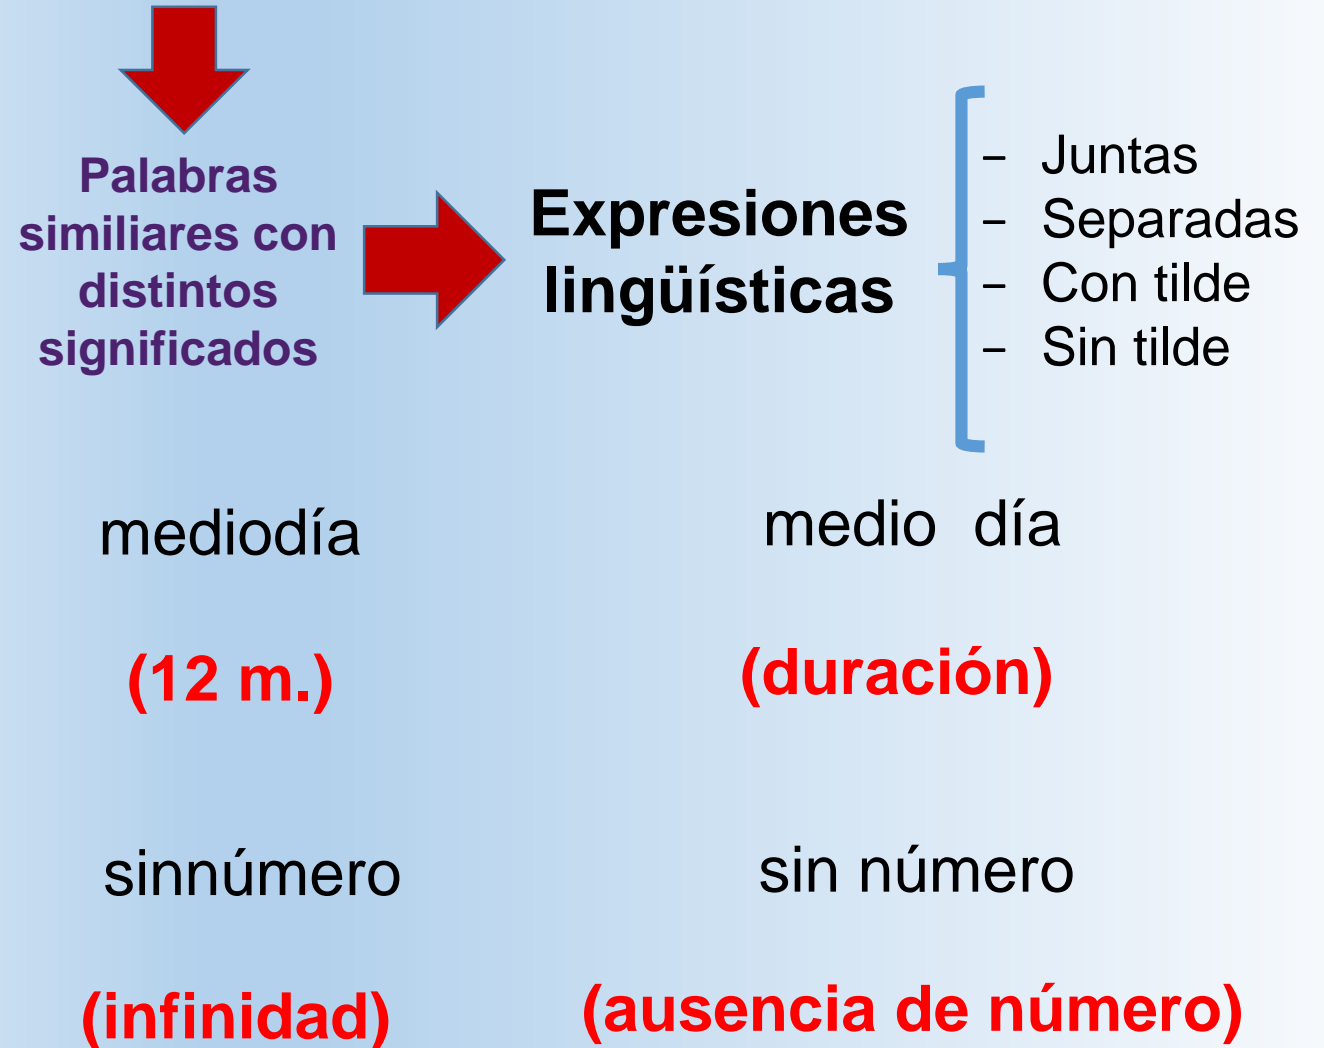 Palabras
similiares con
distintos
significados
Expresiones
lingüísticas
- Juntas
- Separadas
- Con tilde
- Sin tilde
mediodía
medio día
(12 m.)
(duración)
sinnúmero
sin número
(infinidad)
(ausencia de número)